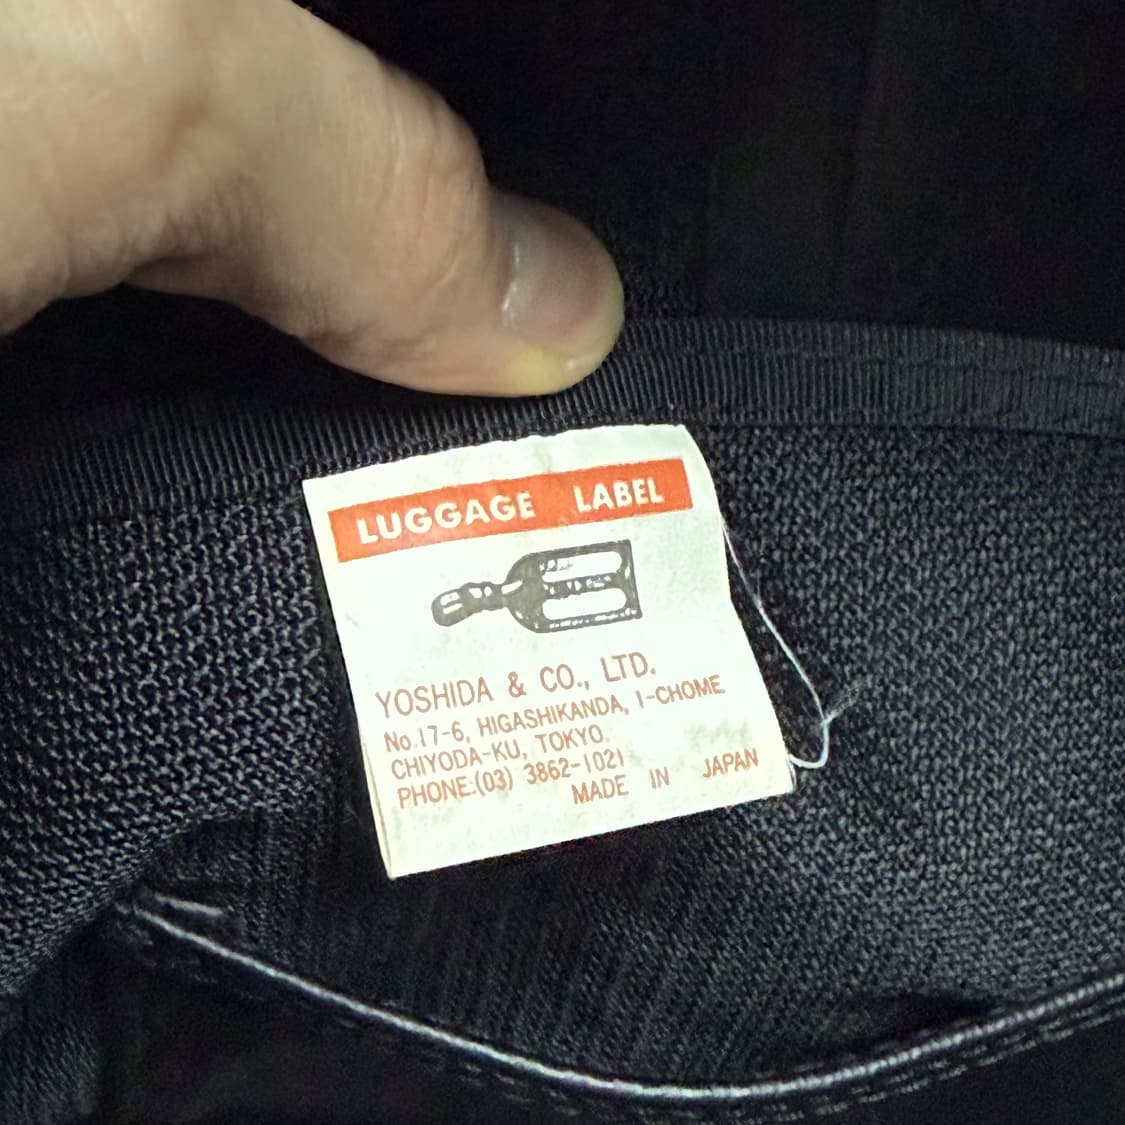 LUGGAGE LABEL
YOSHIDA & CO., LTD.
No.17-6, HIGASHIKANDA, 1-CHOME
CHIYODA-KU, TOKYO.
PHONE:(03) 3862-1021
MADE IN JAPAN